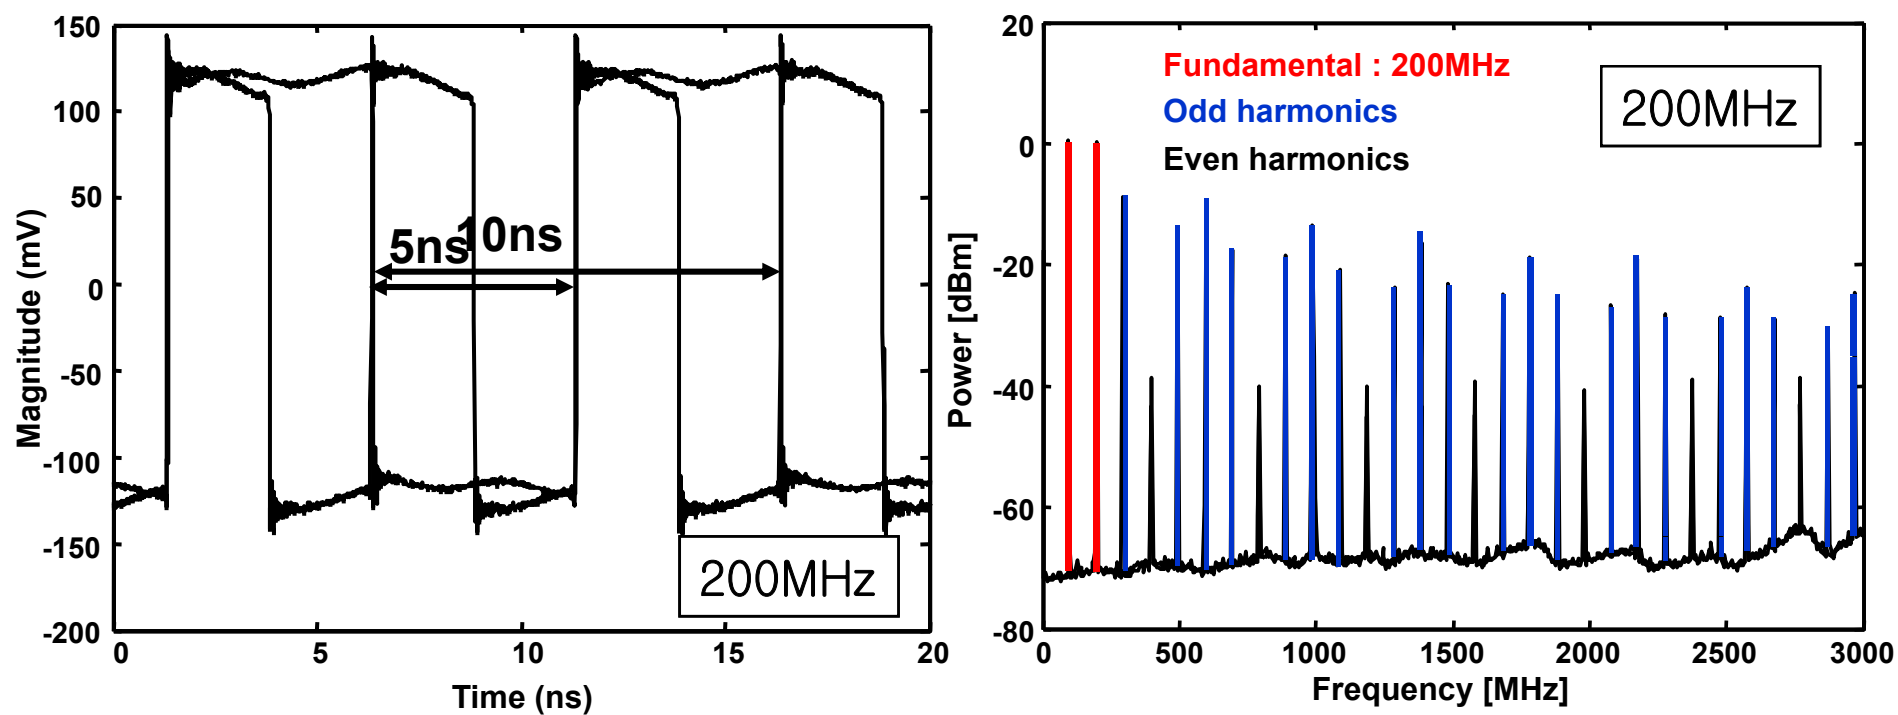 150
100
50
0
-50
-100
-150
-200
Magnitude (mV)
5ns
10ns
200MHz
0 5 10 15 20
Time (ns)
20
0
-20
-40
-60
-80
Power [dBm]
Fundamental : 200MHz
Odd harmonics
Even harmonics
200MHz
0 500 1000 1500 2000 2500 3000
Frequency [MHz]